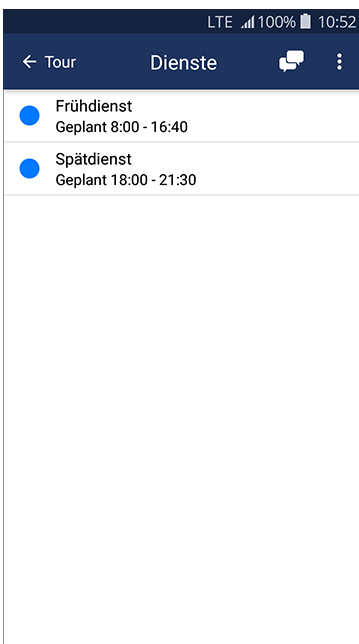 LTE 100% 10:52
Tour Dienste
Frühdienst
Geplant 8:00 - 16:40
Spätdienst
Geplant 18:00 - 21:30